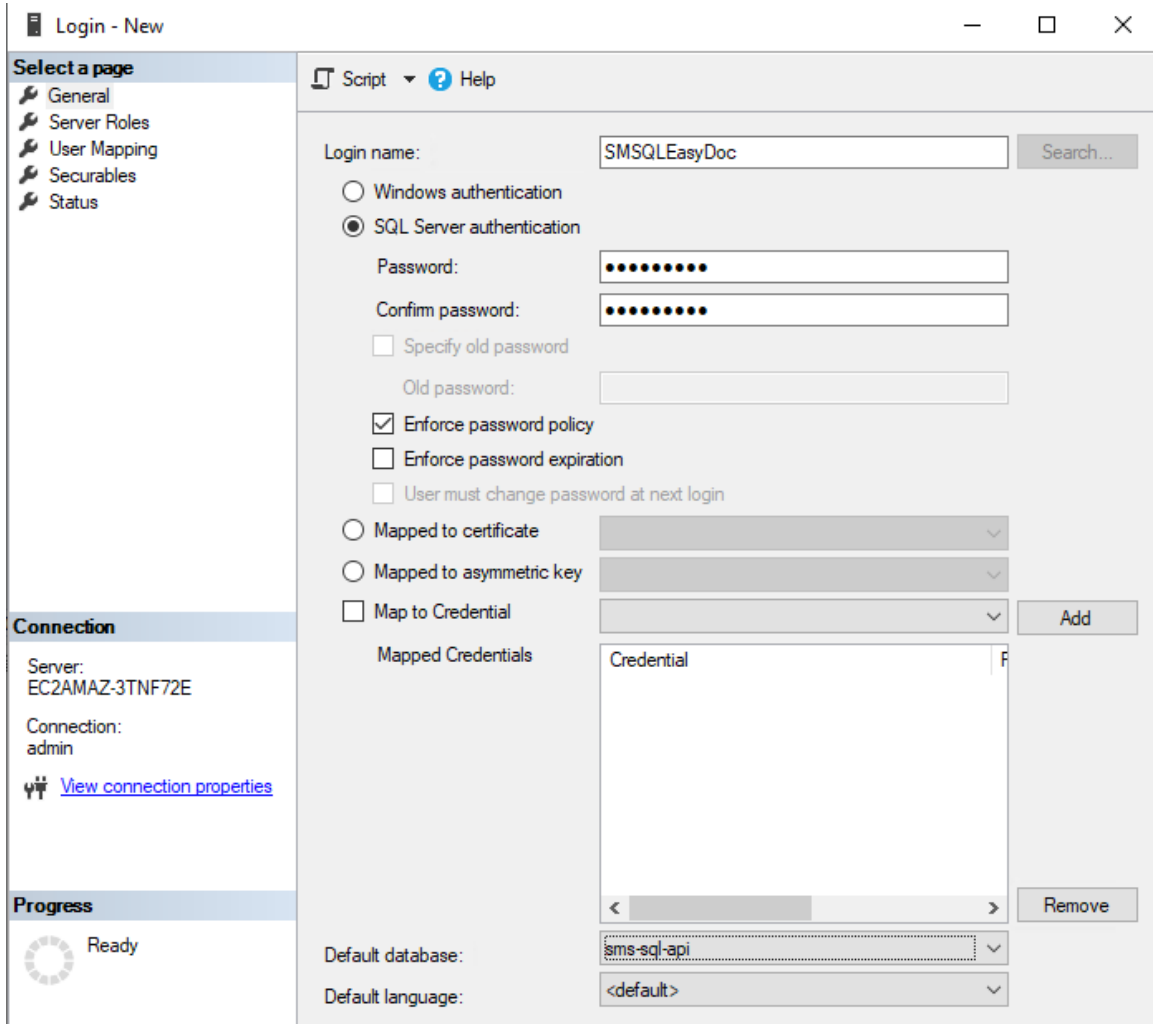 Login - New
Select a page
General
Server Roles
User Mapping
Securables
Status
Script
Help
Login name:
SMSQLEasyDoc
Search...
Windows authentication
SQL Server authentication
Password:
●●●●●●●●●
Confirm password:
●●●●●●●●●
Specify old password
Old password:
Enforce password policy
Enforce password expiration
User must change password at next login
Mapped to certificate
Mapped to asymmetric key
Map to Credential
Add
Mapped Credentials
Credential
Remove
Default database:
sms-sql-api
Default language:
<default>
Connection
Server:
EC2AMAZ-3TNF72E
Connection:
admin
View connection properties
Progress
Ready